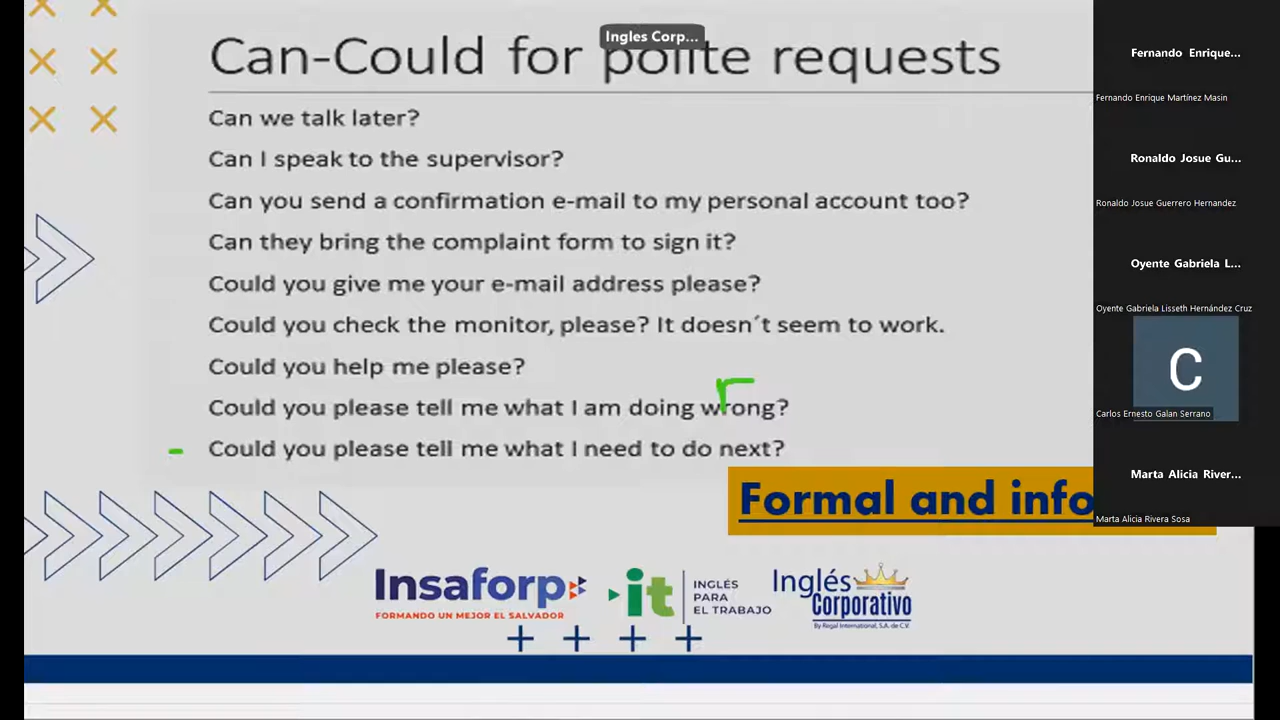 Ingles Corp...
Can-Could for polite requests
Can we talk later?
Can I speak to the supervisor?
Can you send a confirmation e-mail to my personal account too?
Can they bring the complaint form to sign it?
Could you give me your e-mail address please?
Could you check the monitor, please? It doesn´t seem to work.
Could you help me please?
Could you please tell me what I am doing wrong?
r
- Could you please tell me what I need to do next?
Formal and info
Insaforp
FORMANDO UN MEJOR EL SALVADOR
it
INGLÉS
PARA
EL TRABAJO
Inglés
Corporativo
By Regal International, S.A. de C.V.
Fernando Enrique...
Fernando Enrique Martínez Masin
Ronaldo Josue Gu...
Ronaldo Josue Guerrero Hernandez
Oyente Gabriela L...
Oyente Gabriela Lisseth Hernández Cruz
C
Carlos Ernesto Galan Serrano
Marta Alicia River...
Marta Alicia Rivera Sosa